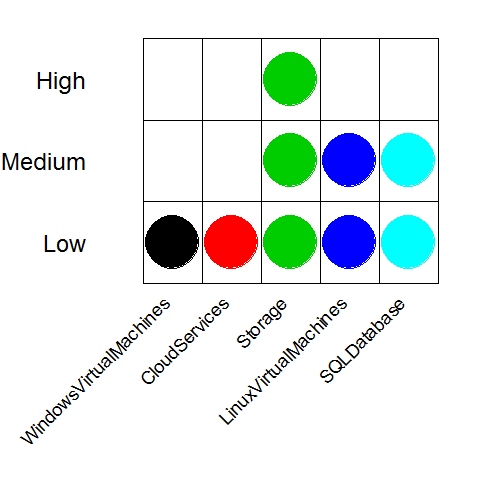 High
Medium
Low
WindowsVirtualMachines
CloudServices
Storage
LinuxVirtualMachines
SQLDatabase